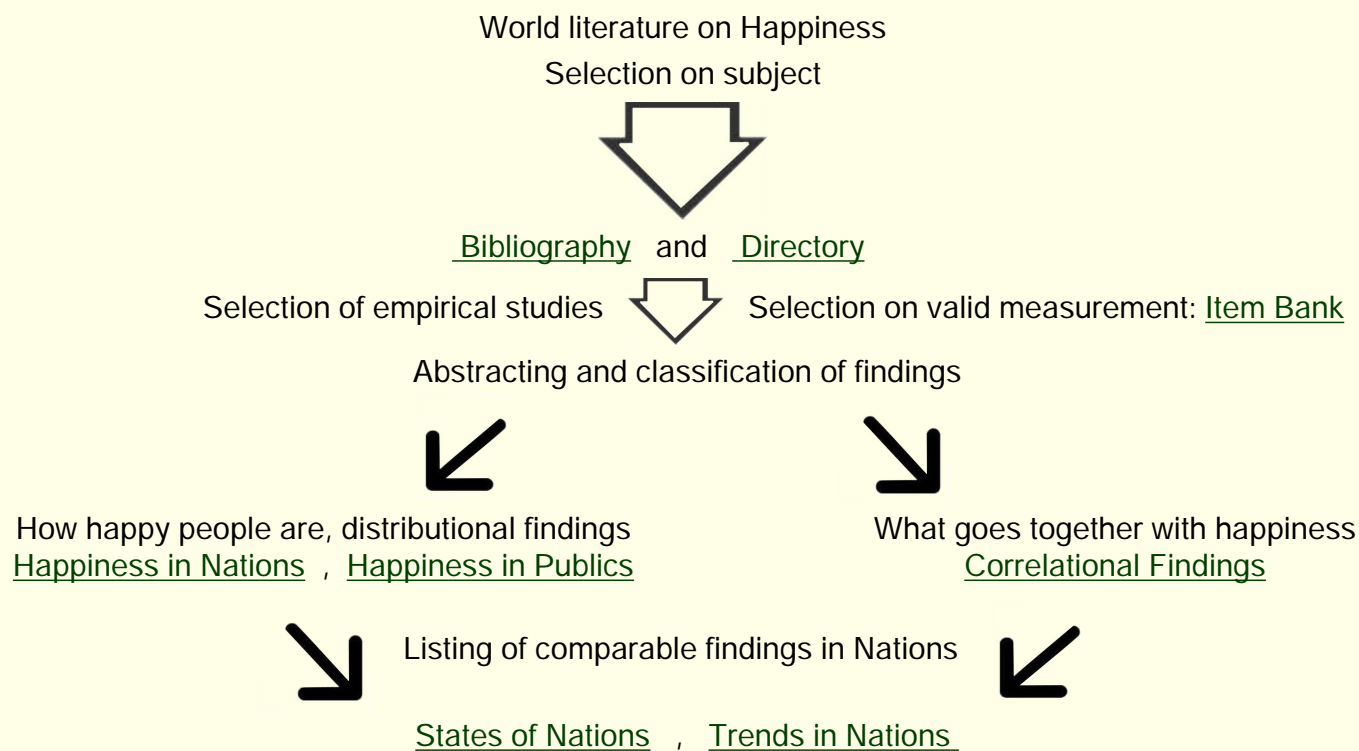 World literature on Happiness
Selection on subject
Bibliography and Directory
Selection of empirical studies Selection on valid measurement: Item Bank
Abstracting and classification of findings
How happy people are, distributional findings
Happiness in Nations , Happiness in Publics
What goes together with happiness
Correlational Findings
Listing of comparable findings in Nations
States of Nations , Trends in Nations